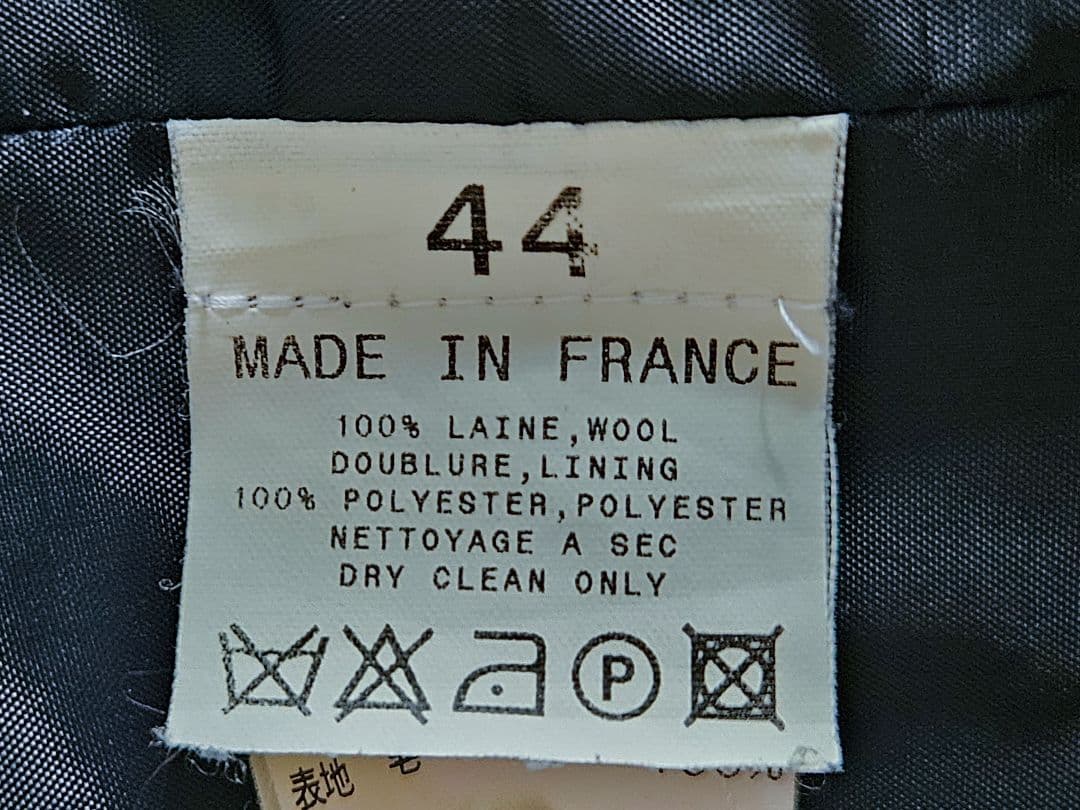 44
MADE IN FRANCE
100% LAINE,WOOL
DOUBLURE,LINING
100% POLYESTER,POLYESTER
NETTOYAGE A SEC
DRY CLEAN ONLY
P
表地